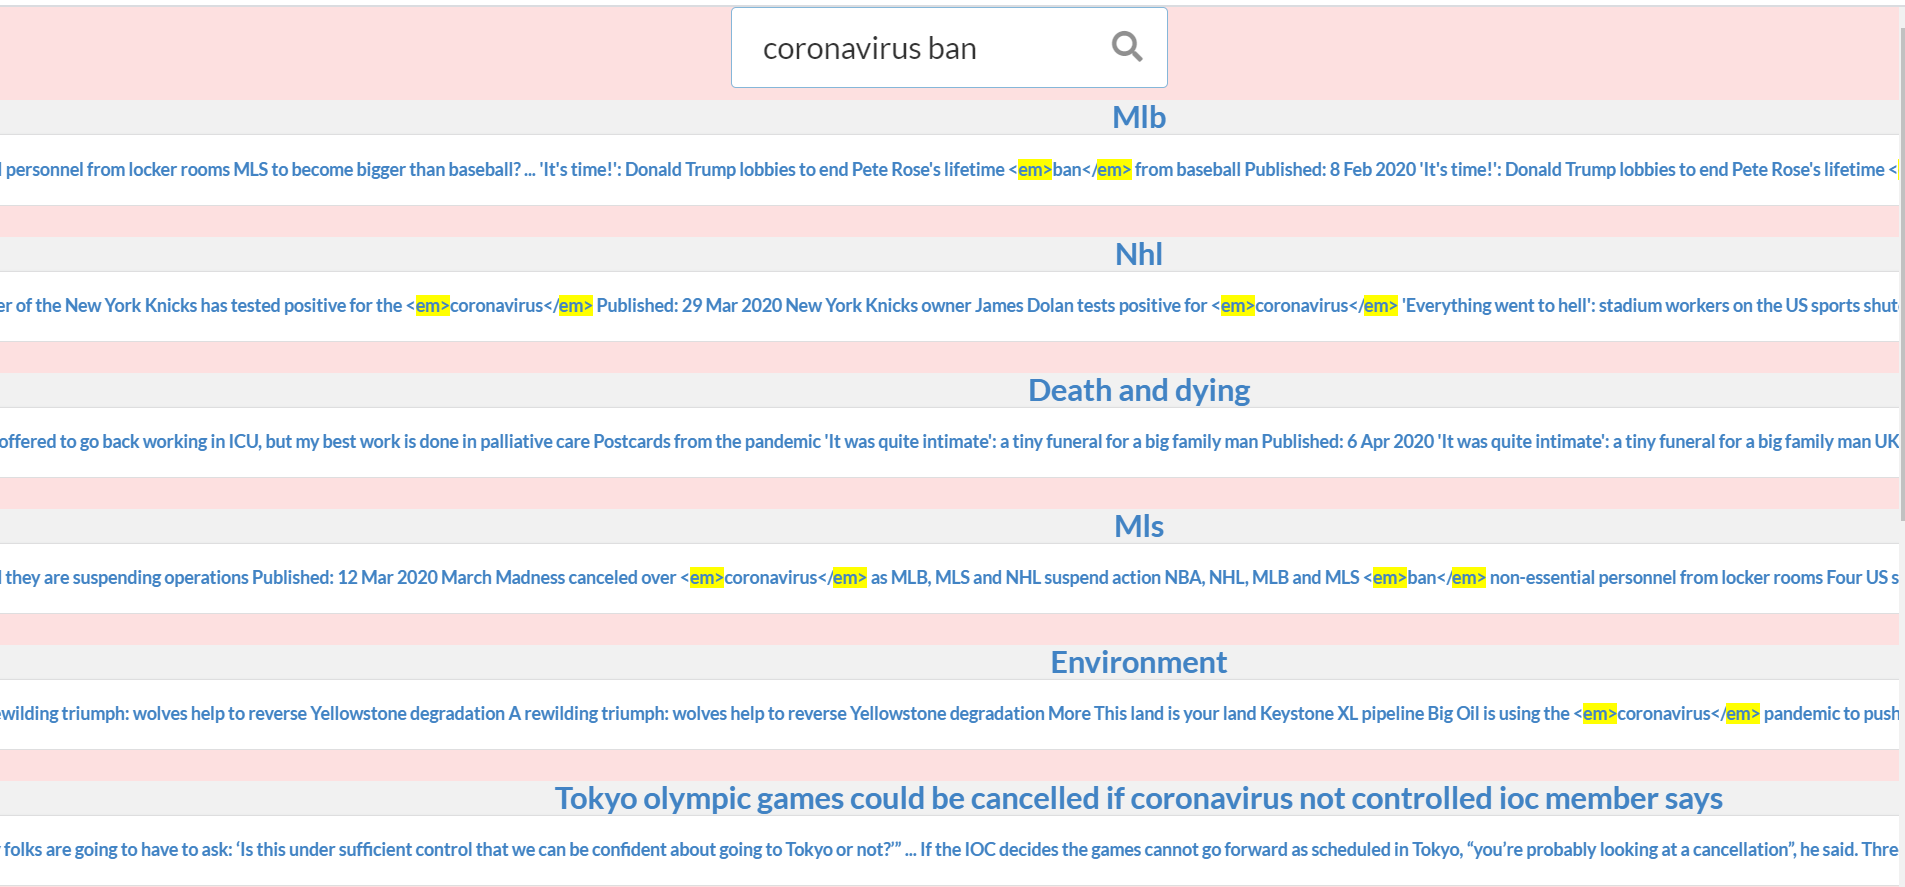 coronavirus ban
Mlb
personnel from locker rooms MLS to become bigger than baseball? ... 'It's time!': Donald Trump lobbies to end Pete Rose's lifetime <em>ban</em> from baseball Published: 8 Feb 2020 'It's time!': Donald Trump lobbies to end Pete Rose's lifetime <
Nhl
er of the New York Knicks has tested positive for the <em>coronavirus</em> Published: 29 Mar 2020 New York Knicks owner James Dolan tests positive for <em>coronavirus</em> 'Everything went to hell': stadium workers on the US sports shut
Death and dying
offered to go back working in ICU, but my best work is done in palliative care Postcards from the pandemic 'It was quite intimate': a tiny funeral for a big family man Published: 6 Apr 2020 'It was quite intimate': a tiny funeral for a big family man UK
Mls
they are suspending operations Published: 12 Mar 2020 March Madness canceled over <em>coronavirus</em> as MLB, MLS and NHL suspend action NBA, NHL, MLB and MLS <em>ban</em> non-essential personnel from locker rooms Four US s
Environment
ewilding triumph: wolves help to reverse Yellowstone degradation A rewilding triumph: wolves help to reverse Yellowstone degradation More This land is your land Keystone XL pipeline Big Oil is using the <em>coronavirus</em> pandemic to push
Tokyo olympic games could be cancelled if coronavirus not controlled ioc member says
folks are going to have to ask: ‘Is this under sufficient control that we can be confident about going to Tokyo or not?’” ... If the IOC decides the games cannot go forward as scheduled in Tokyo, “you’re probably looking at a cancellation”, he said. Thre